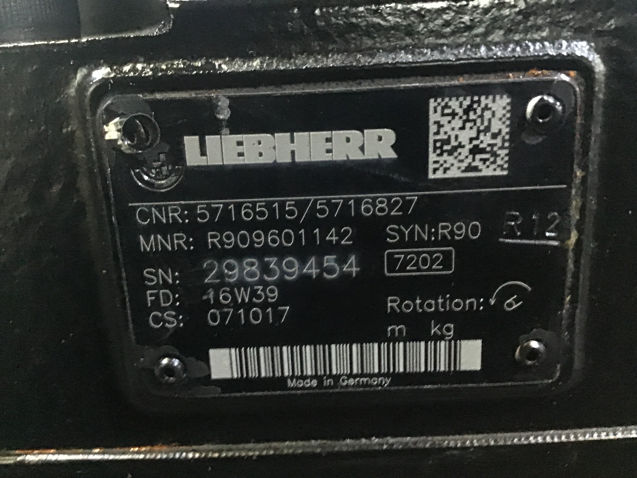 LIEBHERR
CNR: 5716515/5716827
MNR: R909601142 SYN:R90 R12
SN: 29839454 7202
FD: 16W39
CS: 071017 Rotation:
m kg
Made in Germany